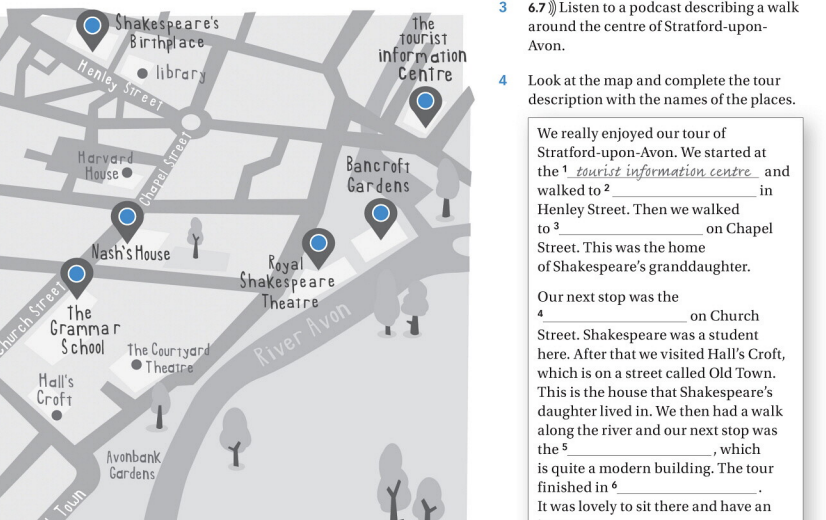 Shakespeare's
Birthplace
library
Henley Street
The
tourist
information
Centre
Harvard
House
Chapel Street
Bancroft
Gardens
Nash's House
Royal
Shakespeare
Theatre
Church Street
The
Grammar
School
The Courtyard
Theatre
River Avon
Hall's
Croft
Avonbank
Gardens
Town
3 6.7 Listen to a podcast describing a walk
around the centre of Stratford-upon-
Avon.
4 Look at the map and complete the tour
description with the names of the places.
We really enjoyed our tour of
Stratford-upon-Avon. We started at
the 1 tourist information centre and
walked to 2 in
Henley Street. Then we walked
to 3 on Chapel
Street. This was the home
of Shakespeare's granddaughter.
Our next stop was the
4 on Church
Street. Shakespeare was a student
here. After that we visited Hall's Croft,
which is on a street called Old Town.
This is the house that Shakespeare's
daughter lived in. We then had a walk
along the river and our next stop was
the 5 , which
is quite a modern building. The tour
finished in 6 .
It was lovely to sit there and have an